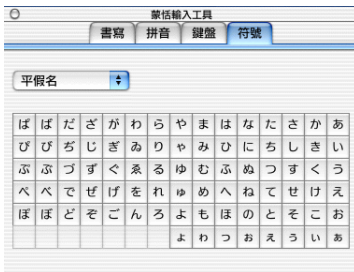 蒙恬輸入工具
書寫 拼音 鍵盤 符號
平假名
ぱ ば だ ざ が わ ら や ま は な た さ か あ
ぴ び ぢ じ ぎ ゐ り ゃ み ひ に ち し き い
ぷ ぶ づ ず ぐ ゑ る ゆ む ふ ぬ つ す く う
ぺ べ で ぜ げ を れ ゅ め へ ね て せ け え
ぽ ぼ ど ぞ ご ん ろ よ も ほ の と そ こ お
ょ ゎ っ ぉ ぇ ぅ ぃ ぁ